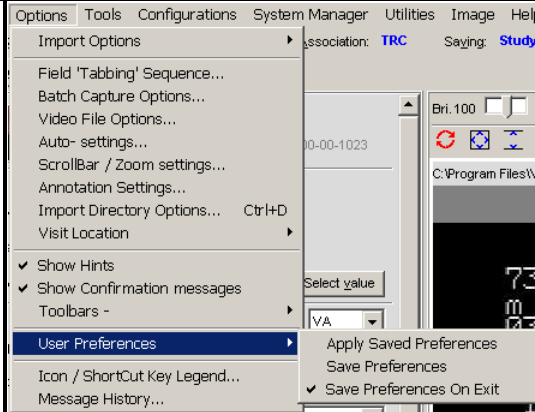 Options Tools Configurations System Manager Utilities Image Help
Import Options
ssociation: TRC Saving: Study
Field 'Tabbing' Sequence...
Batch Capture Options...
Video File Options...
Auto- settings...
ScrollBar / Zoom settings...
Annotation Settings...
Import Directory Options... Ctrl+D
Visit Location
Show Hints
Show Confirmation messages
Toolbars -
User Preferences
Icon / ShortCut Key Legend...
Message History...
Apply Saved Preferences
Save Preferences
Save Preferences On Exit
Bri. 100
00-00-1023
C:\Program Files\\
Select value
VA
73
m